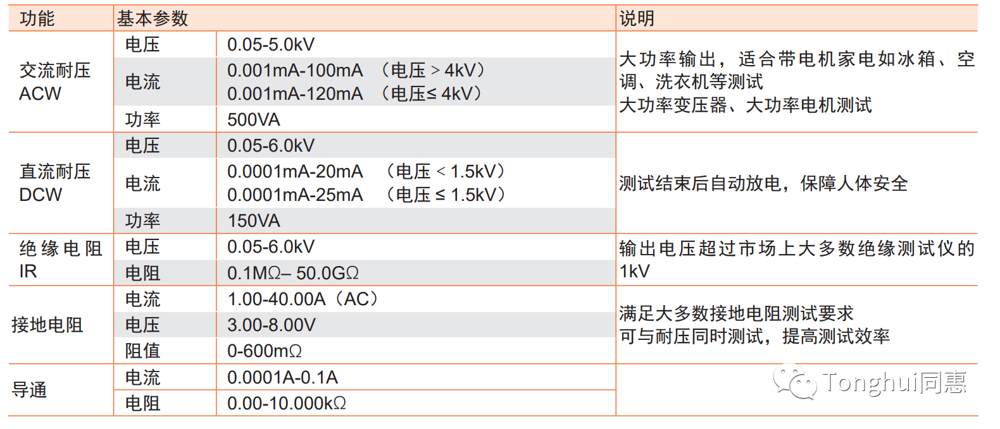 功能 基本参数 说明
交流耐压
ACW
电压 0.05-5.0kV
电流
0.001mA-100mA （电压 > 4kV）
0.001mA-120mA （电压≤ 4kV）
功率 500VA
大功率输出，适合带电机家电如冰箱、空
调、洗衣机等测试
大功率变压器、大功率电机测试
直流耐压
DCW
电压 0.05-6.0kV
电流
0.0001mA-20mA （电压 < 1.5kV）
0.0001mA-25mA （电压 ≤ 1.5kV）
功率 150VA
测试结束后自动放电，保障人体安全
绝缘电阻
IR
电压 0.05-6.0kV
电阻 0.1MΩ– 50.0GΩ
输出电压超过市场上大多数绝缘测试仪的
1kV
接地电阻
电流 1.00-40.00A（AC）
电压 3.00-8.00V
阻值 0-600mΩ
满足大多数接地电阻测试要求
可与耐压同时测试，提高测试效率
导通
电流 0.0001A-0.1A
电阻 0.00-10.000kΩ
Tonghui同惠